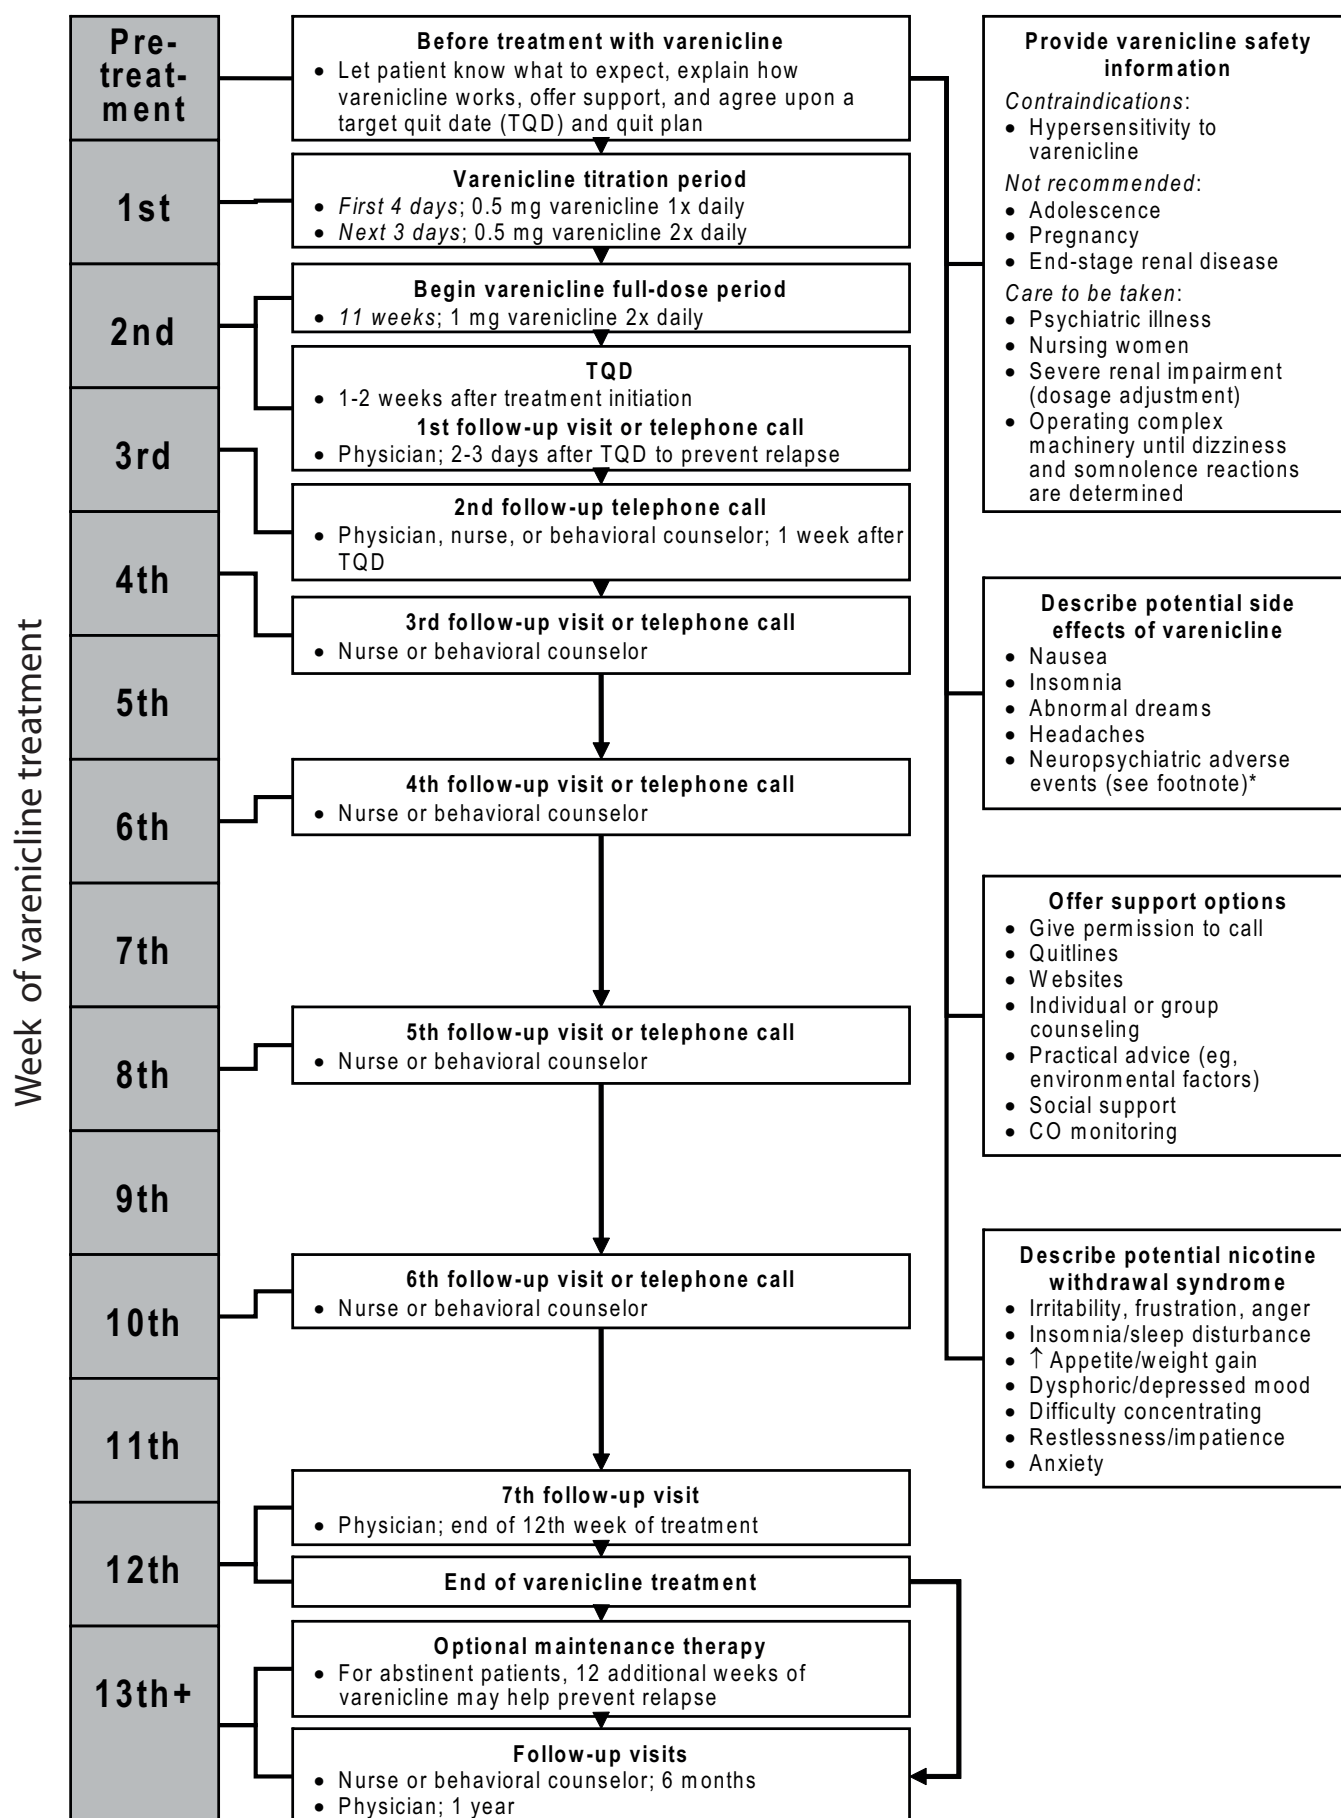 Week of varenicline treatment
Pre-
treat-
ment
Before treatment with varenicline
• Let patient know what to expect, explain how
varenicline works, offer support, and agree upon a
target quit date (TQD) and quit plan
1st
Varenicline titration period
• First 4 days; 0.5 mg varenicline 1x daily
• Next 3 days; 0.5 mg varenicline 2x daily
2nd
Begin varenicline full-dose period
• 11 weeks; 1 mg varenicline 2x daily
TQD
• 1-2 weeks after treatment initiation
1st follow-up visit or telephone call
• Physician; 2-3 days after TQD to prevent relapse
3rd
2nd follow-up telephone call
• Physician, nurse, or behavioral counselor; 1 week after
TQD
4th
3rd follow-up visit or telephone call
• Nurse or behavioral counselor
5th
6th
4th follow-up visit or telephone call
• Nurse or behavioral counselor
7th
8th
5th follow-up visit or telephone call
• Nurse or behavioral counselor
9th
10th
6th follow-up visit or telephone call
• Nurse or behavioral counselor
11th
12th
7th follow-up visit
• Physician; end of 12th week of treatment
End of varenicline treatment
13th+
Optional maintenance therapy
• For abstinent patients, 12 additional weeks of
varenicline may help prevent relapse
Follow-up visits
• Nurse or behavioral counselor; 6 months
• Physician; 1 year
Provide varenicline safety
information
Contraindications:
• Hypersensitivity to
varenicline
Not recommended:
• Adolescence
• Pregnancy
• End-stage renal disease
Care to be taken:
• Psychiatric illness
• Nursing women
• Severe renal impairment
(dosage adjustment)
• Operating complex
machinery until dizziness
and somnolence reactions
are determined
Describe potential side
effects of varenicline
• Nausea
• Insomnia
• Abnormal dreams
• Headaches
• Neuropsychiatric adverse
events (see footnote)*
Offer support options
• Give permission to call
• Quitlines
• Websites
• Individual or group
counseling
• Practical advice (eg,
environmental factors)
• Social support
• CO monitoring
Describe potential nicotine
withdrawal syndrome
• Irritability, frustration, anger
• Insomnia/sleep disturbance
• ↑ Appetite/weight gain
• Dysphoric/depressed mood
• Difficulty concentrating
• Restlessness/impatience
• Anxiety